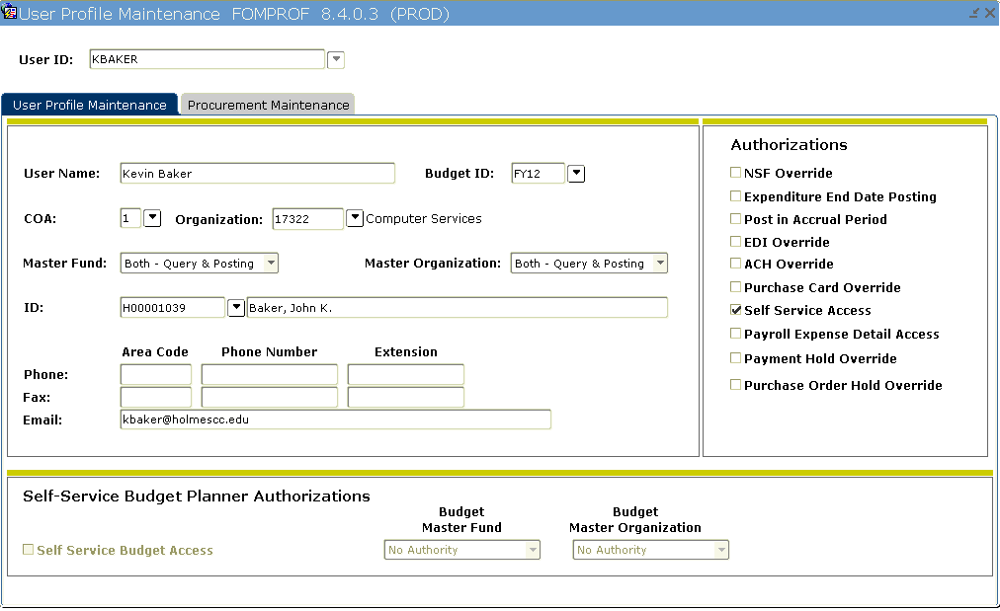 User Profile Maintenance FOMPROF 8.4.0.3 (PROD)
User ID: KBAKER
User Profile Maintenance Procurement Maintenance
User Name: Kevin Baker Budget ID: FY12
COA: 1 Organization: 17322 Computer Services
Master Fund: Both - Query & Posting Master Organization: Both - Query & Posting
ID: H00001039 Baker, John K.
Area Code Phone Number Extension
Phone:
Fax:
Email: kbaker@holmescc.edu
Authorizations
NSF Override
Expenditure End Date Posting
Post in Accrual Period
EDI Override
ACH Override
Purchase Card Override
Self Service Access
Payroll Expense Detail Access
Payment Hold Override
Purchase Order Hold Override
Self-Service Budget Planner Authorizations
Budget Budget
Master Fund Master Organization
Self Service Budget Access No Authority No Authority